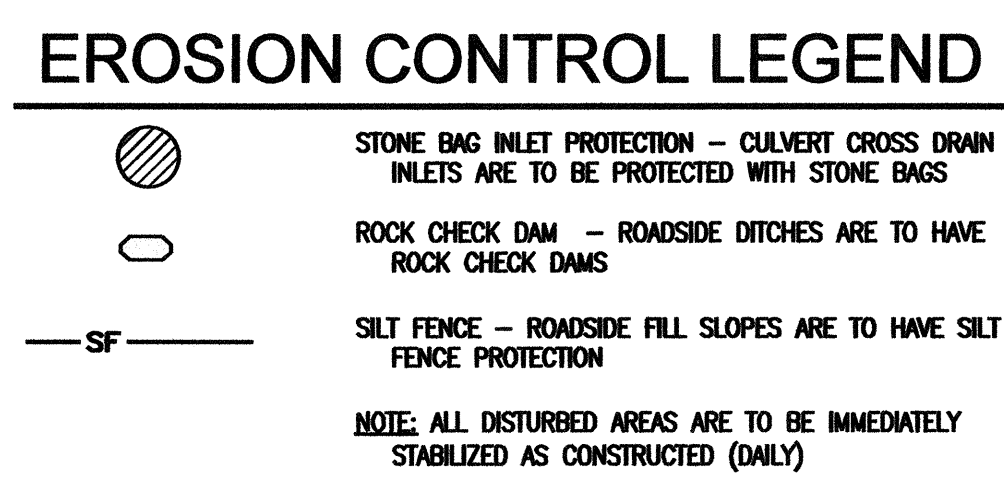 EROSION CONTROL LEGEND
STONE BAG INLET PROTECTION – CULVERT CROSS DRAIN
INLETS ARE TO BE PROTECTED WITH STONE BAGS
ROCK CHECK DAM – ROADSIDE DITCHES ARE TO HAVE
ROCK CHECK DAMS
SF
SILT FENCE – ROADSIDE FILL SLOPES ARE TO HAVE SILT
FENCE PROTECTION
NOTE: ALL DISTURBED AREAS ARE TO BE IMMEDIATELY
STABILIZED AS CONSTRUCTED (DAILY)